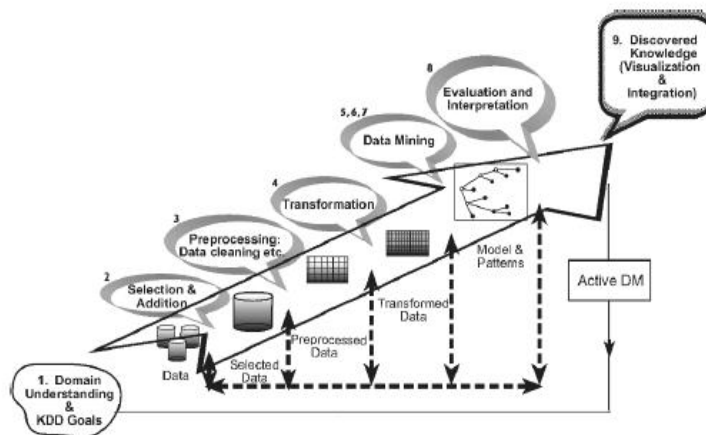 9. Discovered
Knowledge
(Visualization
&
Integration)
8
Evaluation and
Interpretation
5, 6, 7
Data Mining
4
Transformation
3
Preprocessing:
Data cleaning etc.
2
Selection &
Addition
1. Domain
Understanding
&
KDD Goals
Data
Selected
Data
Preprocessed
Data
Transformed
Data
Model &
Patterns
Active DM